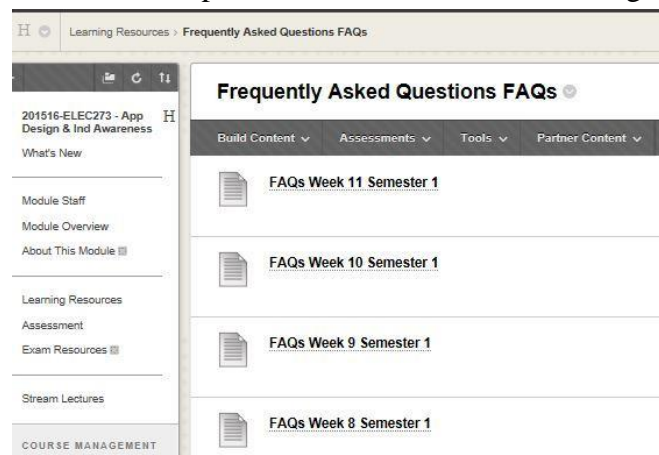 H Learning Resources > Frequently Asked Questions FAQs
201516-ELEC273 - App
Design & Ind Awareness
H
What's New
Module Staff
Module Overview
About This Module
Learning Resources
Assessment
Exam Resources
Stream Lectures
COURSE MANAGEMENT
Frequently Asked Questions FAQs
Build Content Assessments Tools Partner Content
FAQs Week 11 Semester 1
FAQs Week 10 Semester 1
FAQs Week 9 Semester 1
FAQs Week 8 Semester 1